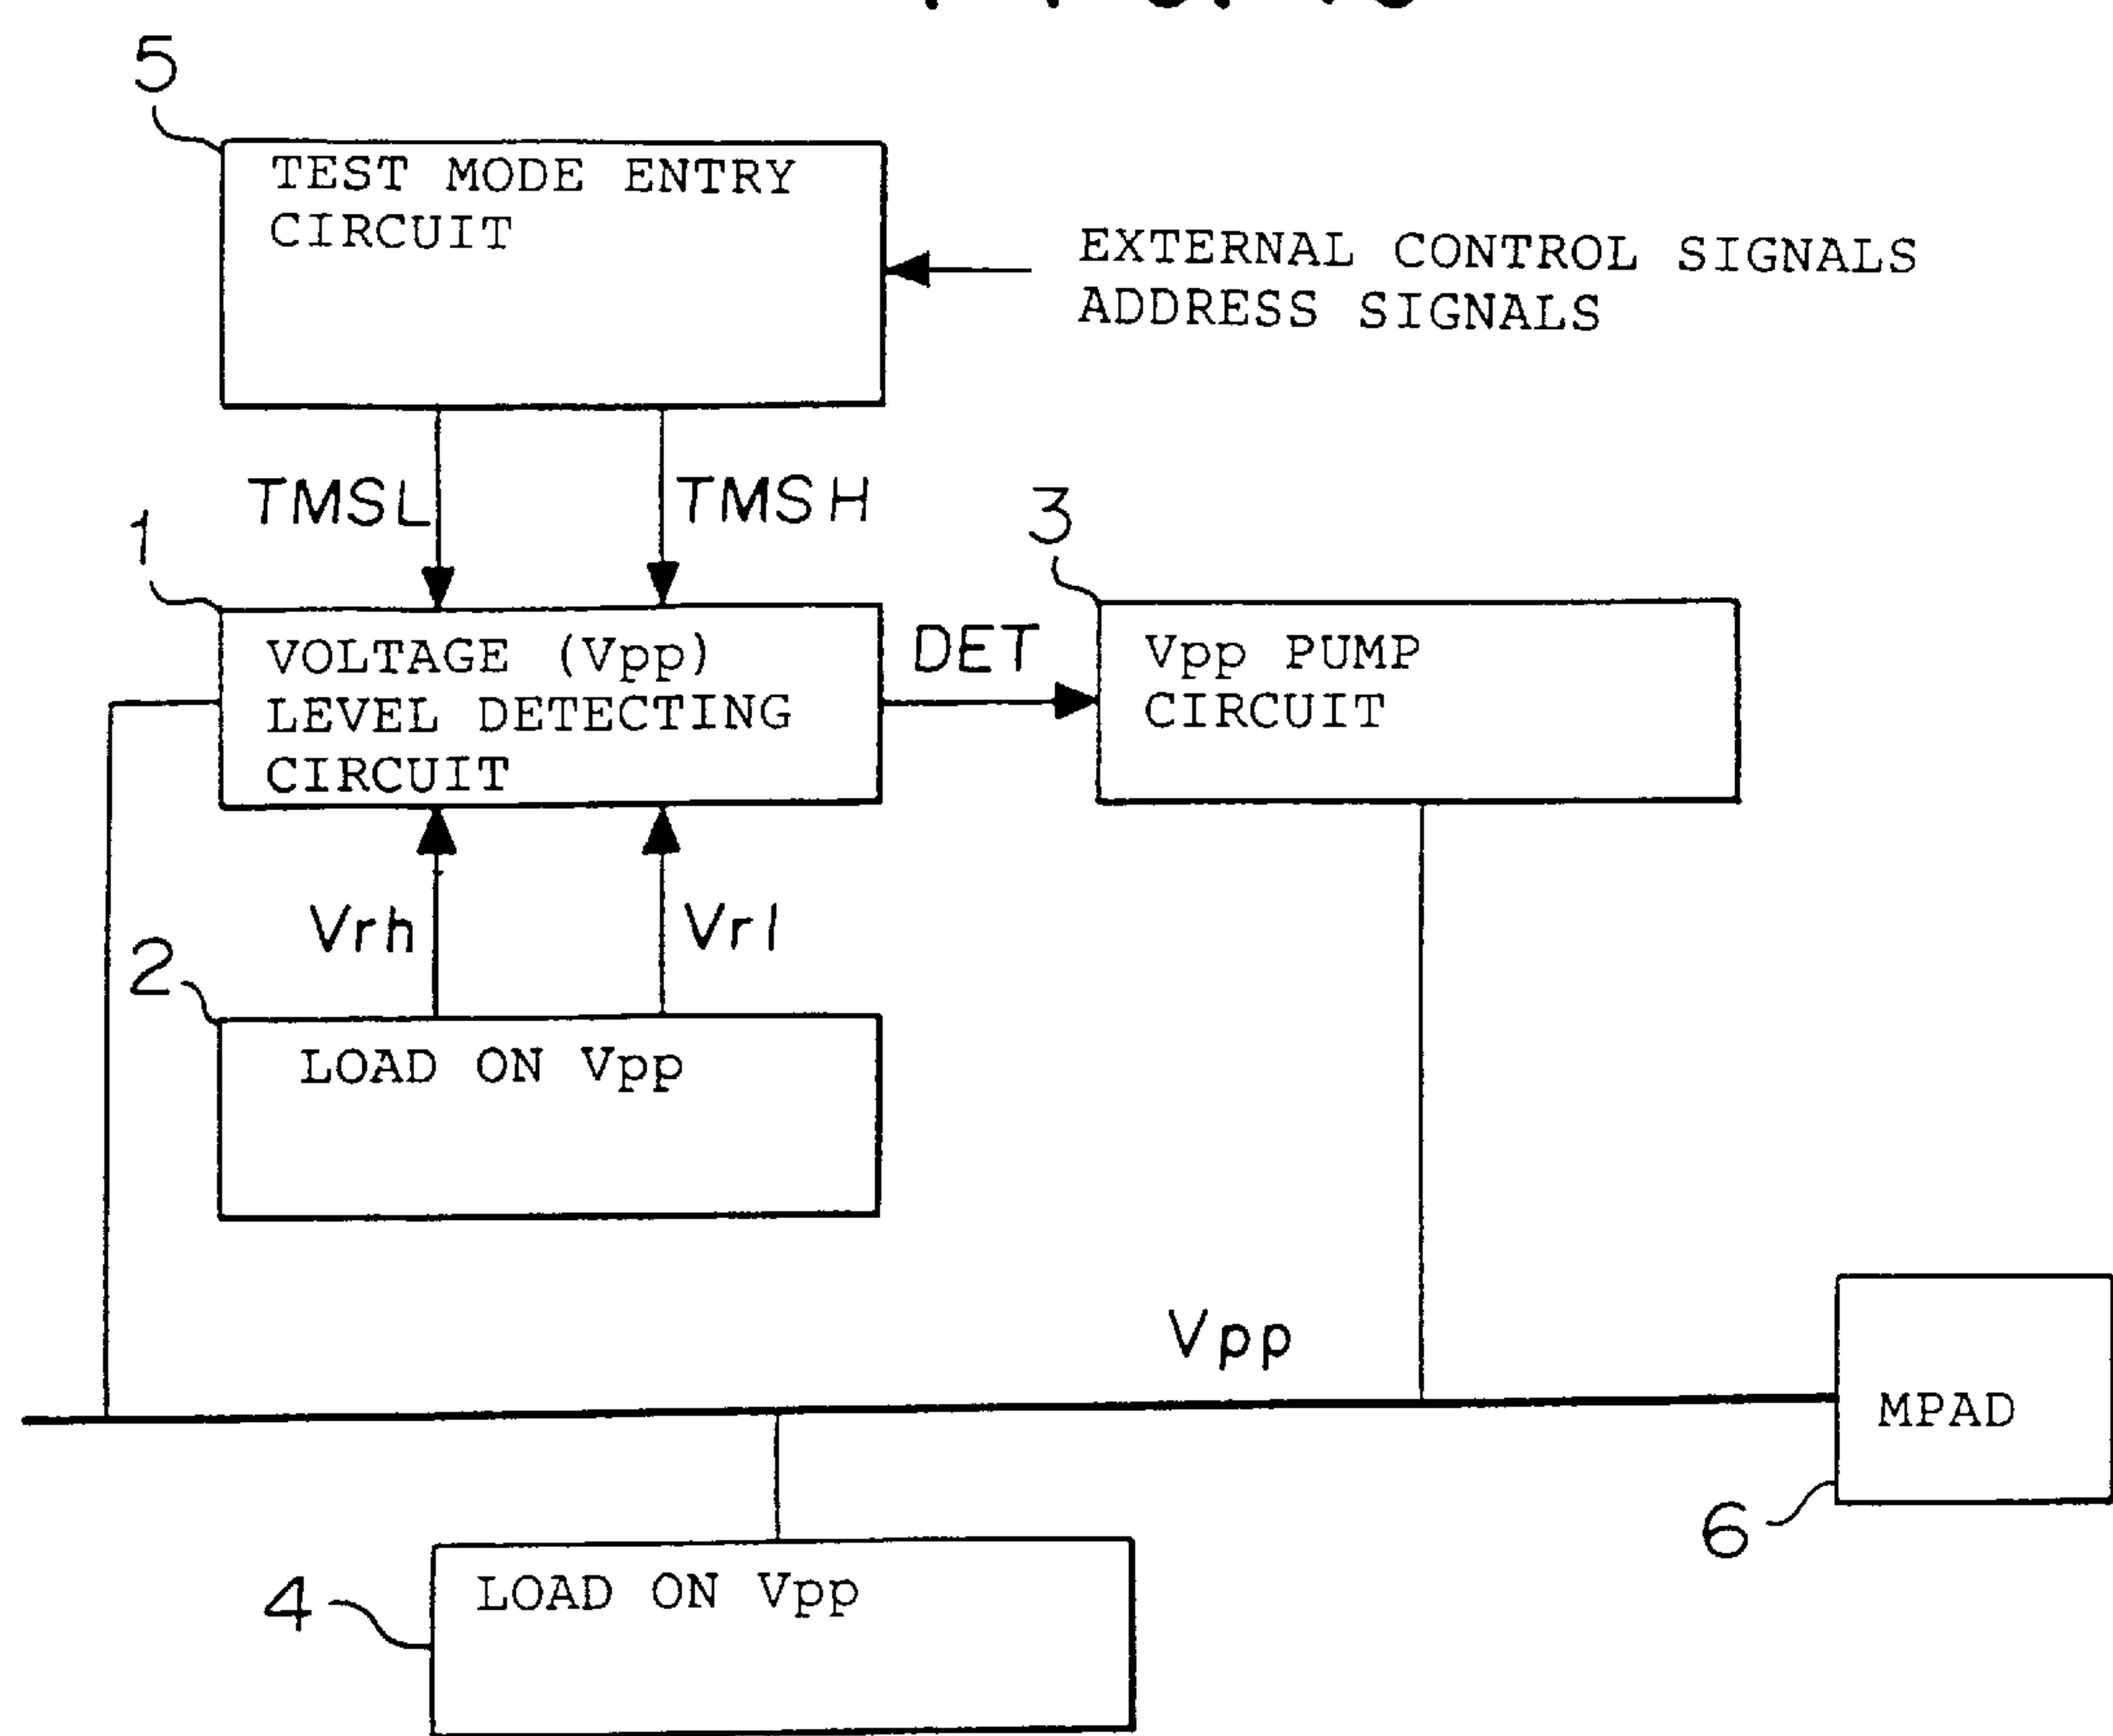 5
TEST MODE ENTRY
CIRCUIT
EXTERNAL CONTROL SIGNALS
ADDRESS SIGNALS
TMSL
TMSH
1
3
VOLTAGE (Vpp)
LEVEL DETECTING
CIRCUIT
DET
Vpp PUMP
CIRCUIT
Vrh
Vrl
2
LOAD ON Vpp
Vpp
MPAD
6
4
LOAD ON Vpp